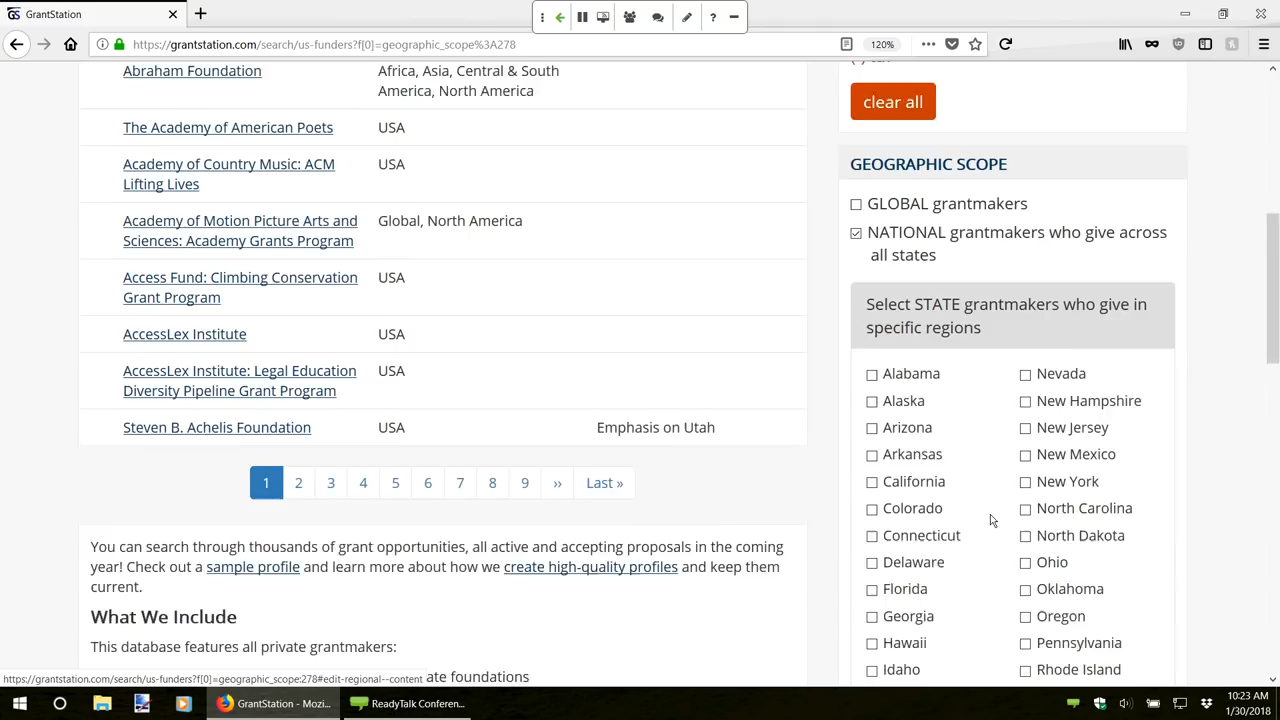 GrantStation
https://grantstation.com/search/us-funders?f[0]=geographic_scope%3A278
120%
Abraham Foundation
Africa, Asia, Central & South
America, North America
The Academy of American Poets
USA
Academy of Country Music: ACM
Lifting Lives
USA
Academy of Motion Picture Arts and
Sciences: Academy Grants Program
Global, North America
Access Fund: Climbing Conservation
Grant Program
USA
AccessLex Institute
USA
AccessLex Institute: Legal Education
Diversity Pipeline Grant Program
USA
Steven B. Achelis Foundation
USA
Emphasis on Utah
1 2 3 4 5 6 7 8 9 ›› Last »
You can search through thousands of grant opportunities, all active and accepting proposals in the coming
year! Check out a sample profile and learn more about how we create high-quality profiles and keep them
current.
What We Include
This database features all private grantmakers:
ate foundations
clear all
GEOGRAPHIC SCOPE
GLOBAL grantmakers
NATIONAL grantmakers who give across
all states
Select STATE grantmakers who give in
specific regions
Alabama
Alaska
Arizona
Arkansas
California
Colorado
Connecticut
Delaware
Florida
Georgia
Hawaii
Idaho
Nevada
New Hampshire
New Jersey
New Mexico
New York
North Carolina
North Dakota
Ohio
Oklahoma
Oregon
Pennsylvania
Rhode Island
https://grantstation.com/search/us-funders?f[0]=geographic_scope:278#edit-regional--content
GrantStation - Mozi...
ReadyTalk Conferen...
10:23 AM
1/30/2018